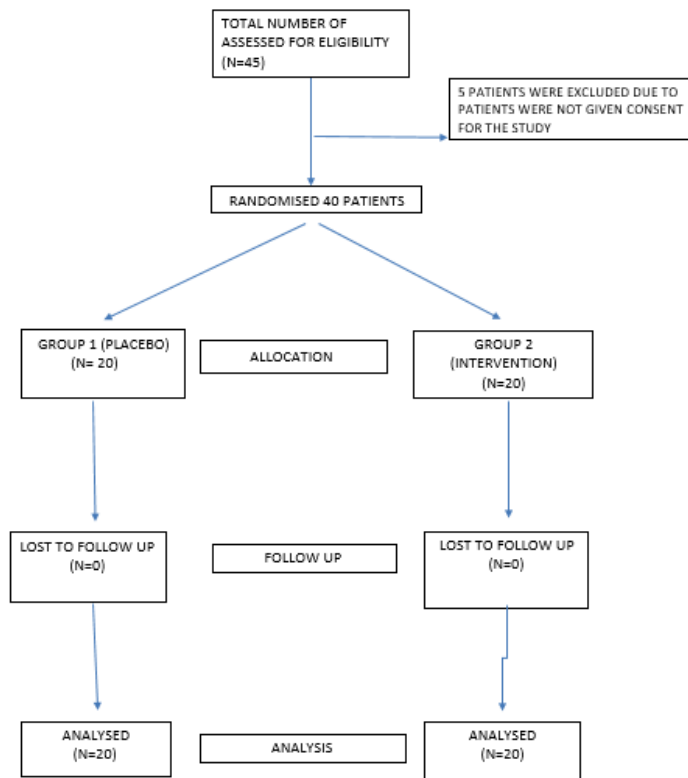 TOTAL NUMBER OF
ASSESSED FOR ELIGIBILITY
(N=45)
5 PATIENTS WERE EXCLUDED DUE TO
PATIENTS WERE NOT GIVEN CONSENT
FOR THE STUDY
RANDOMISED 40 PATIENTS
GROUP 1 (PLACEBO)
(N= 20)
ALLOCATION
GROUP 2
(INTERVENTION)
(N=20)
LOST TO FOLLOW UP
(N=0)
FOLLOW UP
LOST TO FOLLOW UP
(N=0)
ANALYSED
(N=20)
ANALYSIS
ANALYSED
(N=20)